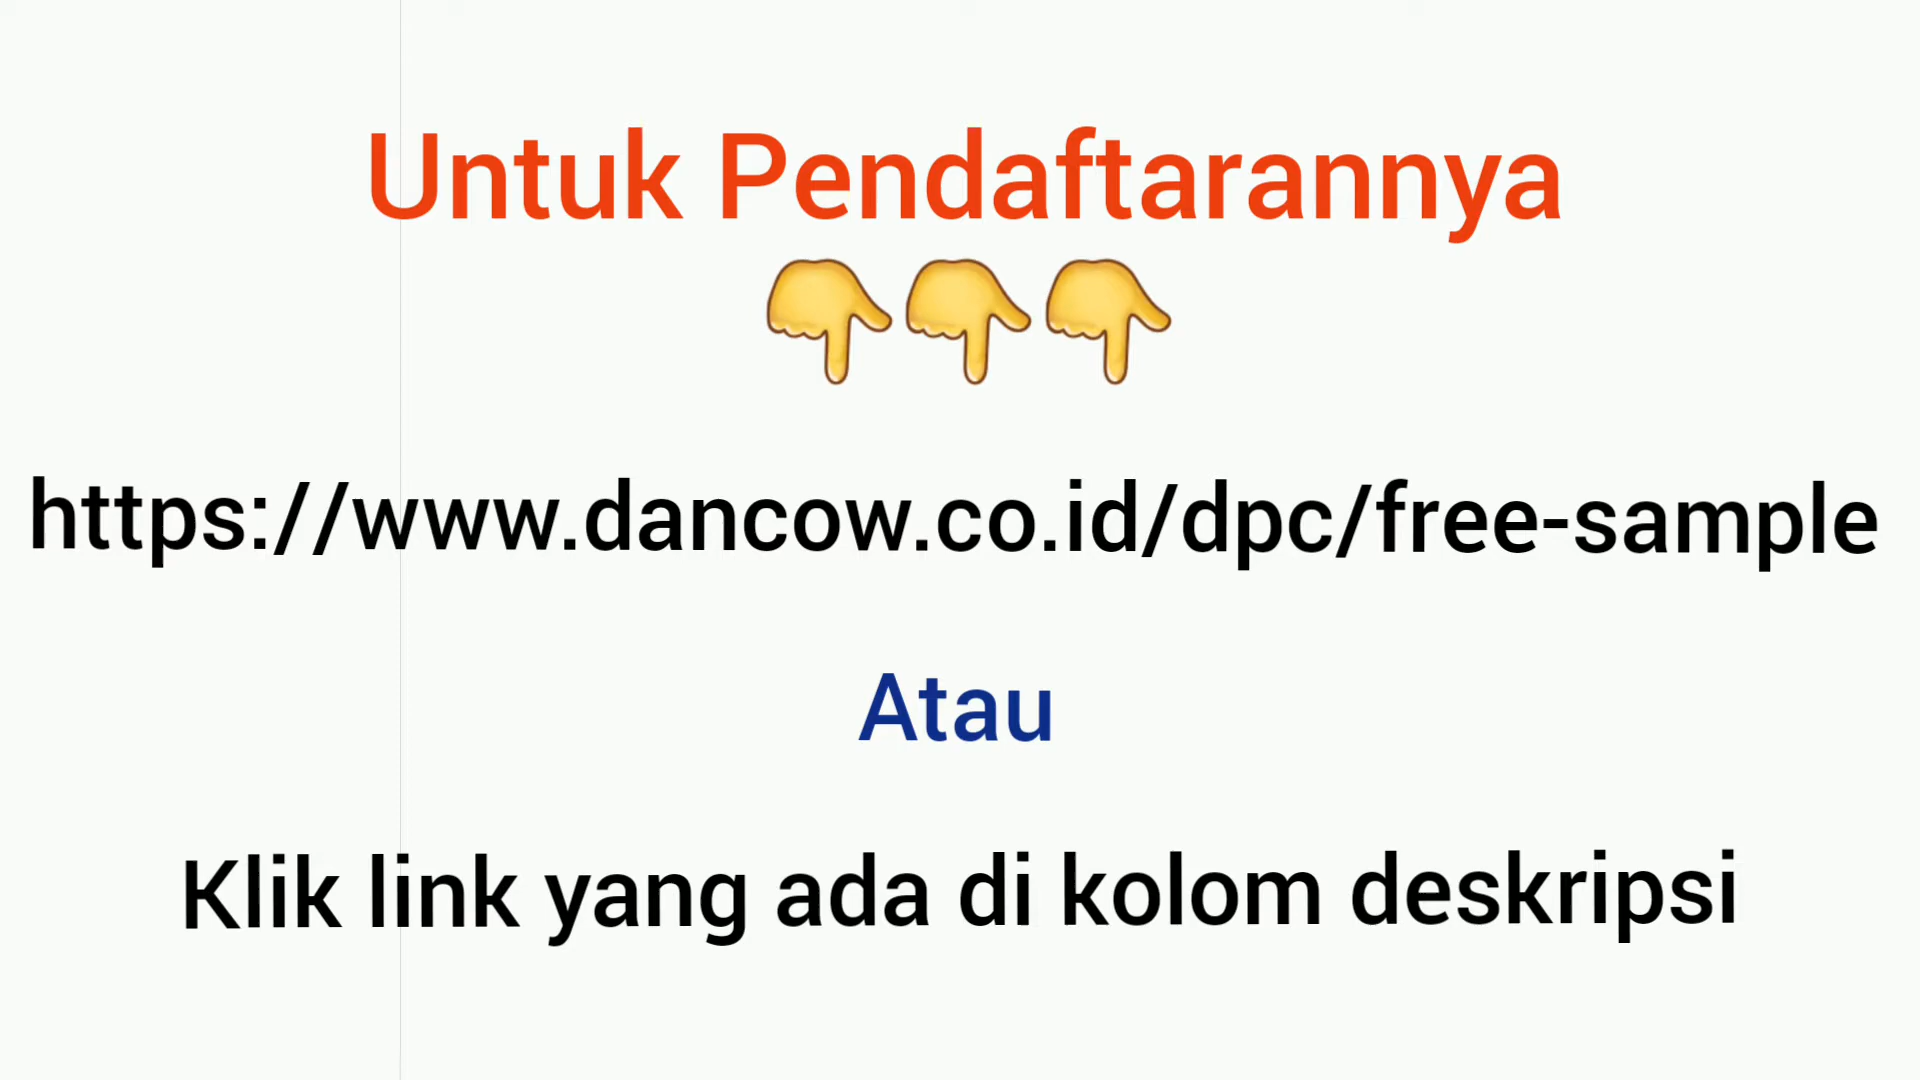 Untuk Pendaftarannya
👇👇👇
https://www.dancow.co.id/dpc/free-sample
Atau
Klik link yang ada di kolom deskripsi